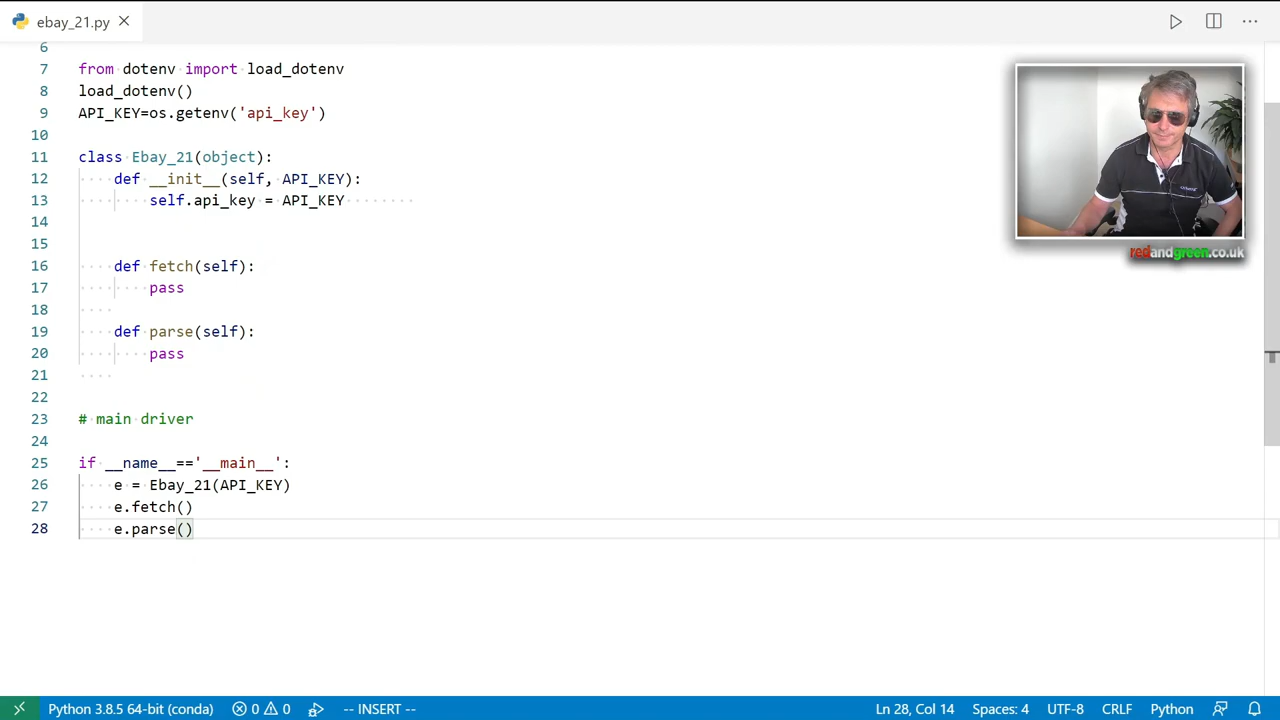 ebay_21.py
6
7 from dotenv import load_dotenv
8 load_dotenv()
9 API_KEY=os.getenv('api_key')
10
11 class Ebay_21(object):
12 def __init__(self, API_KEY):
13 self.api_key = API_KEY
14
15
16 def fetch(self):
17 pass
18
19 def parse(self):
20 pass
21
22
23 # main driver
24
25 if __name__=='__main__':
26 e = Ebay_21(API_KEY)
27 e.fetch()
28 e.parse()
redandgreen.co.uk
Python 3.8.5 64-bit (conda) 0 0 -- INSERT -- Ln 28, Col 14 Spaces: 4 UTF-8 CRLF Python